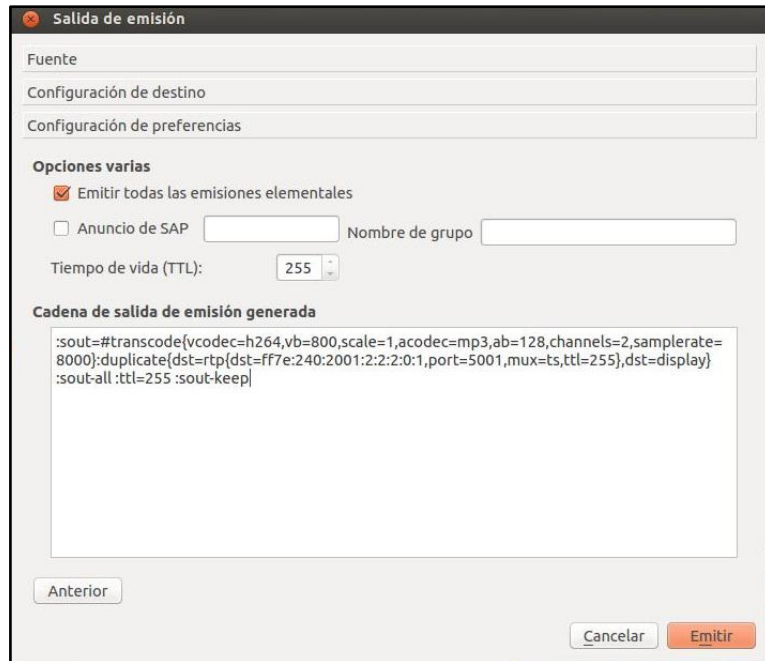 Salida de emisión
Fuente
Configuración de destino
Configuración de preferencias
Opciones varias
Emitir todas las emisiones elementales
Anuncio de SAP Nombre de grupo
Tiempo de vida (TTL): 255
Cadena de salida de emisión generada
:sout=#transcode{vcodec=h264,vb=800,scale=1,acodec=mp3,ab=128,channels=2,samplerate=
8000}:duplicate{dst=rtp{dst=ff7e:240:2001:2:2:2:0:1,port=5001,mux=ts,ttl=255},dst=display}
:sout-all :ttl=255 :sout-keep
Anterior
Cancelar Emitir